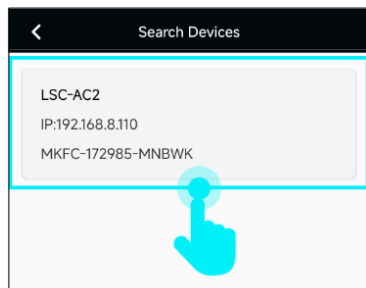 Search Devices
LSC-AC2
IP:192.168.8.110
MKFC-172985-MNBWK